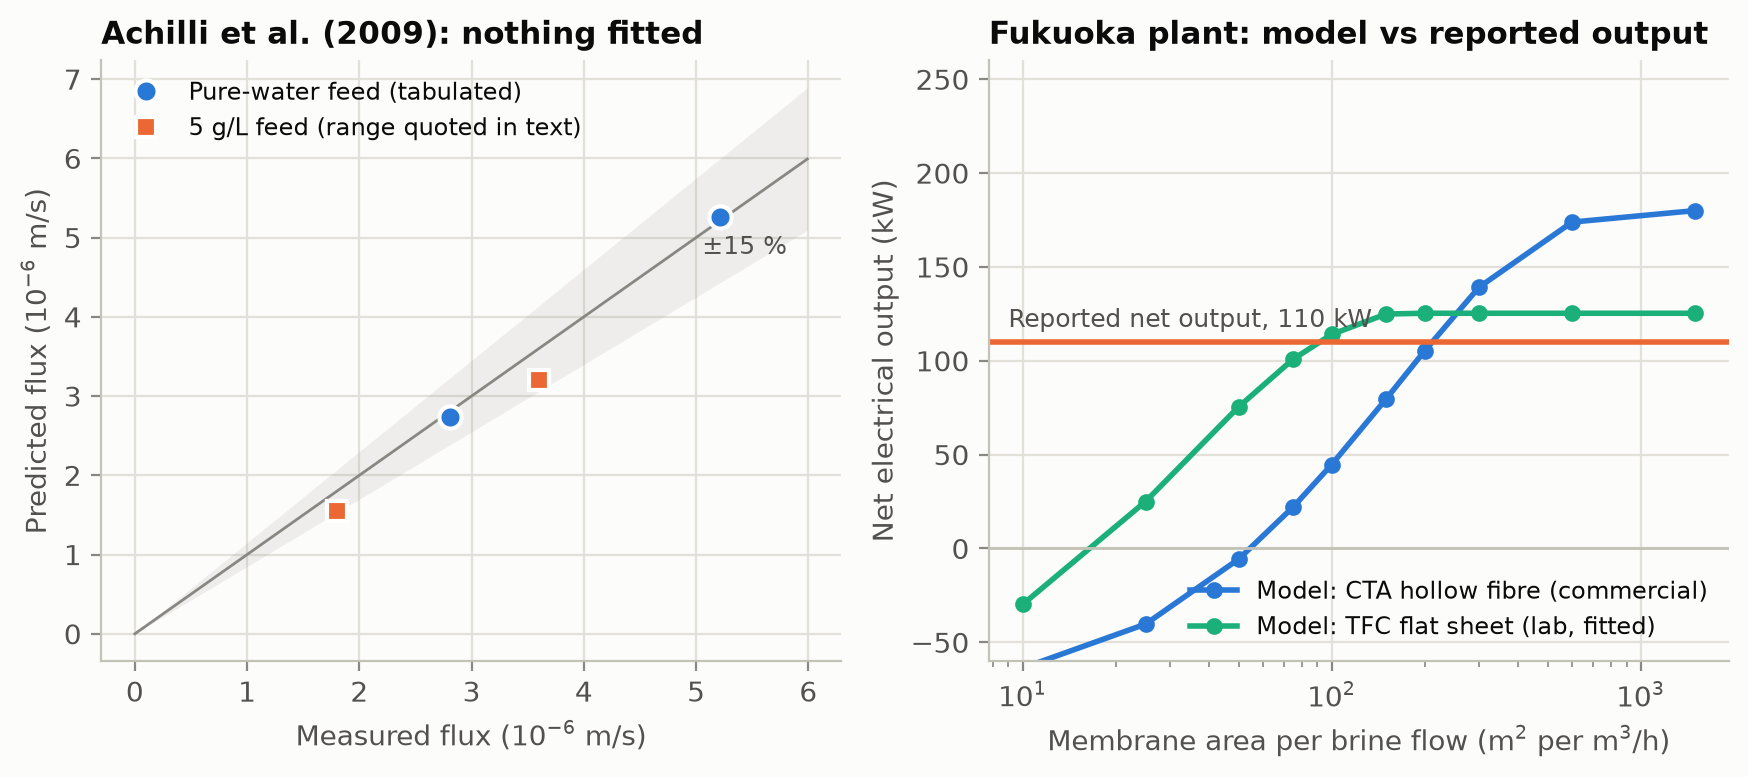 Achilli et al. (2009): nothing fitted
Pure-water feed (tabulated)
5 g/L feed (range quoted in text)
±15 %
7
6
5
4
3
2
1
0
0 1 2 3 4 5 6
Predicted flux (10⁻⁶ m/s)
Measured flux (10⁻⁶ m/s)
Fukuoka plant: model vs reported output
250
200
150
100
50
0
−50
Reported net output, 110 kW
Model: CTA hollow fibre (commercial)
Model: TFC flat sheet (lab, fitted)
10¹ 10² 10³
Net electrical output (kW)
Membrane area per brine flow (m² per m³/h)